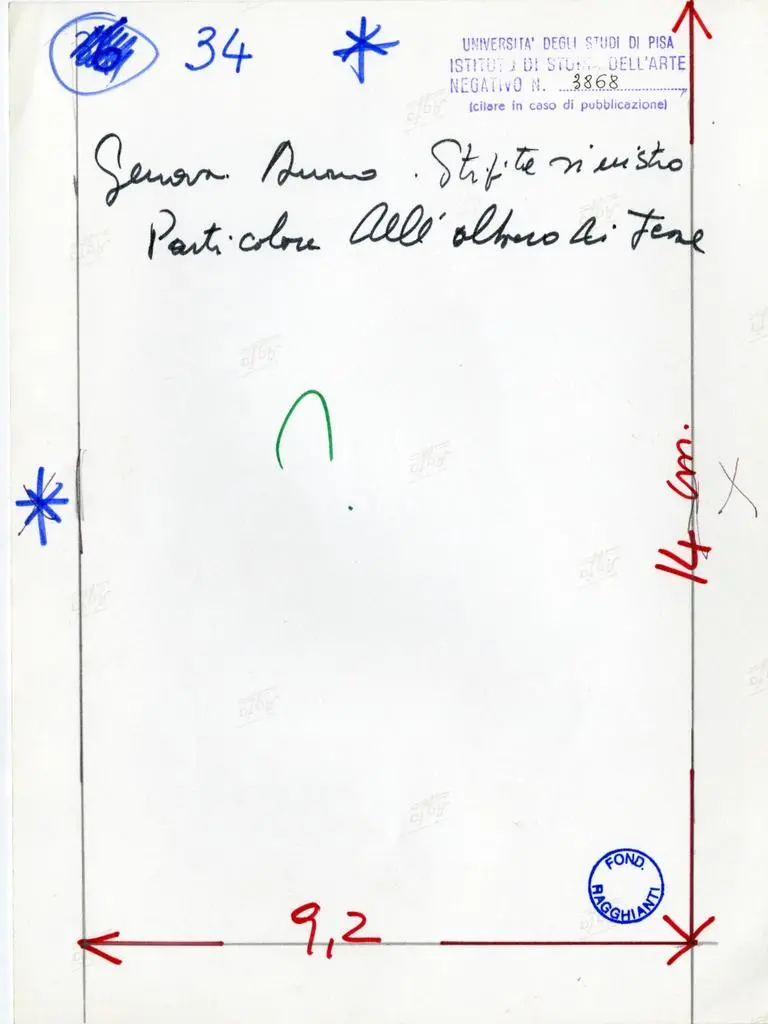 34
UNIVERSITA' DEGLI STUDI DI PISA
ISTITUTO DI STORIA DELL'ARTE
NEGATIVO N. 3868
(citare in caso di pubblicazione)
Genova. Duomo. Stipite sinistro
Particolare dell'albero di Jesse
14 cm.
FOND.
RAGGHIANTI
9,2